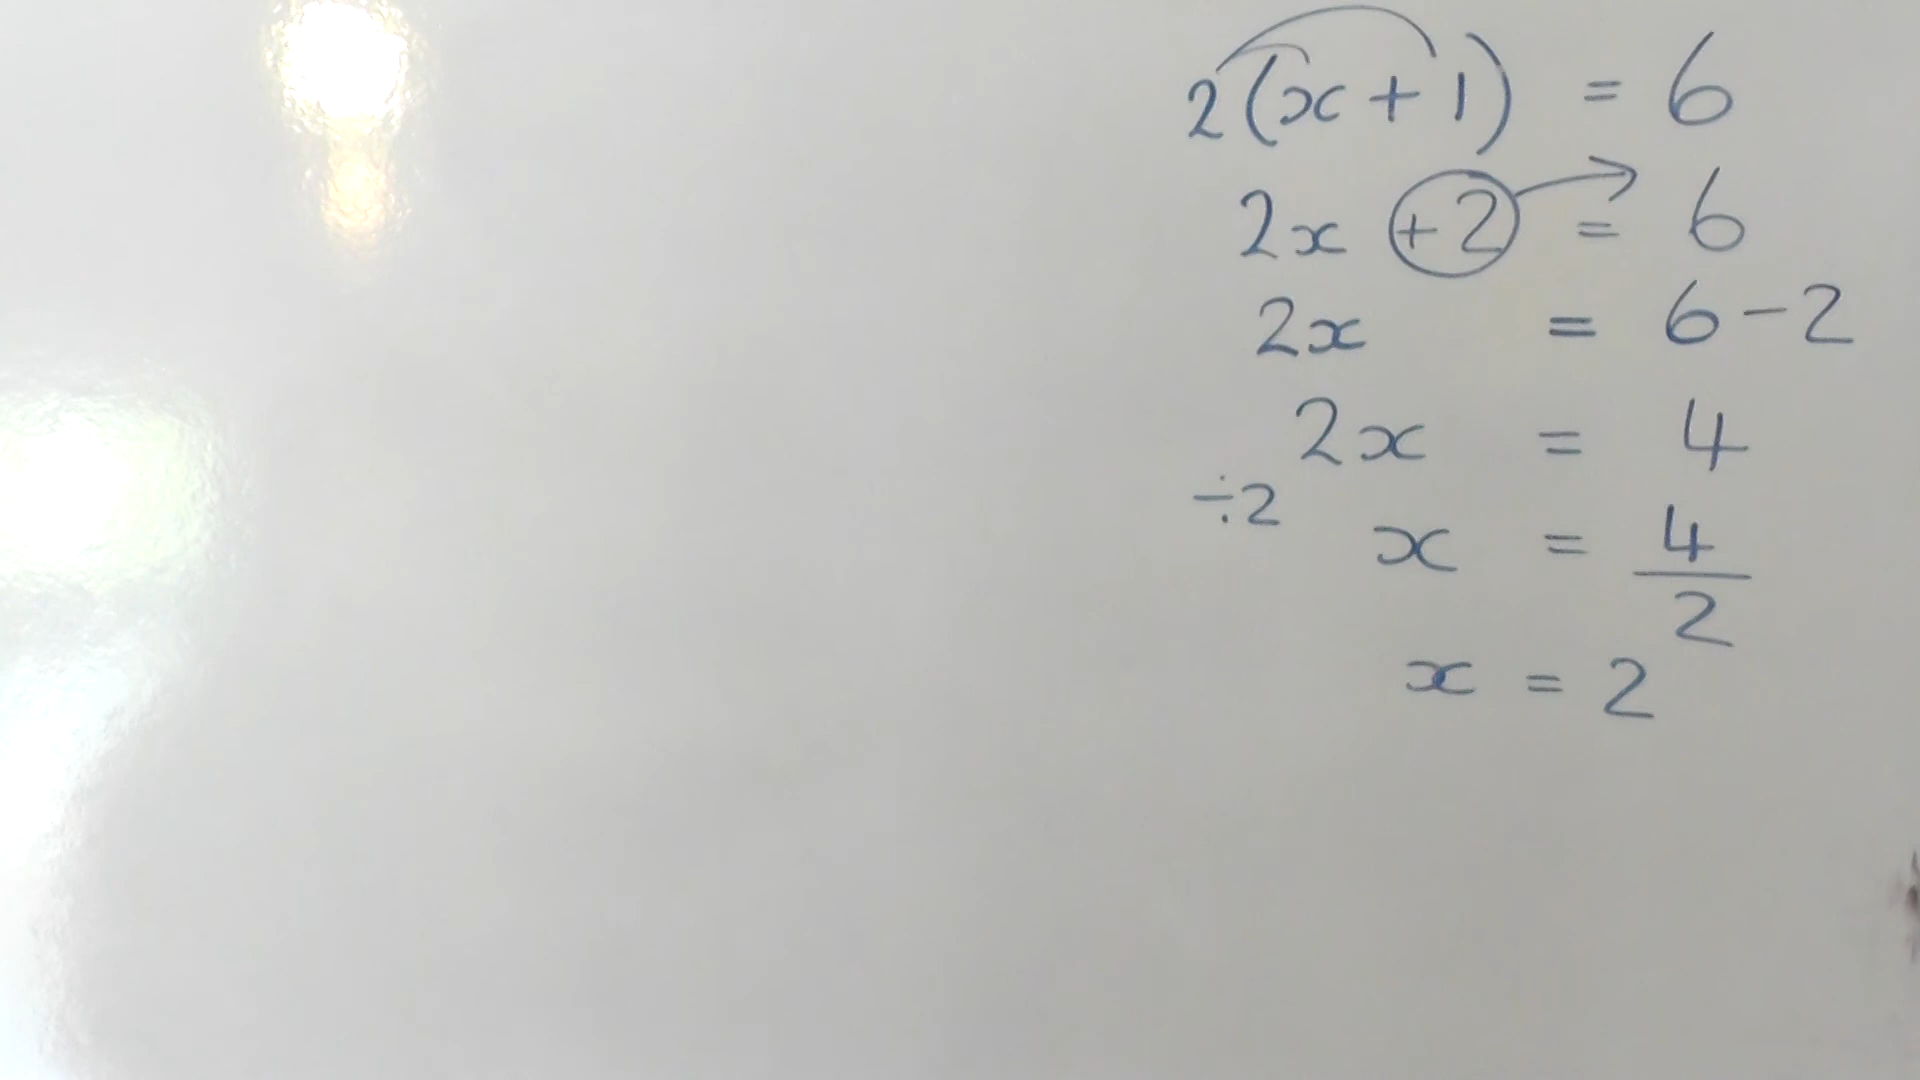 2(x + 1) = 6
2x + 2 = 6
2x = 6 - 2
2x = 4
÷2
x = 4/2
x = 2